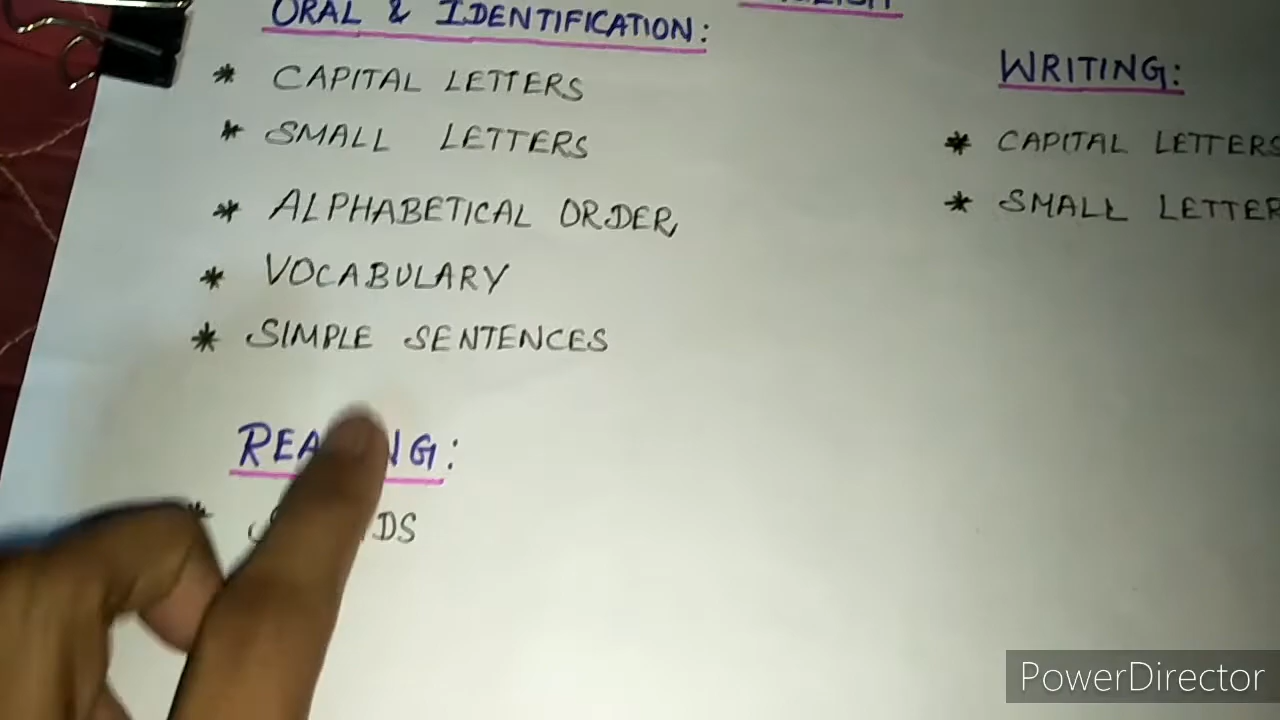 ORAL & IDENTIFICATION:
* CAPITAL LETTERS
* SMALL LETTERS
* ALPHABETICAL ORDER,
* VOCABULARY
* SIMPLE SENTENCES
WRITING:
* CAPITAL LETTERS
* SMALL LETTER
PowerDirector